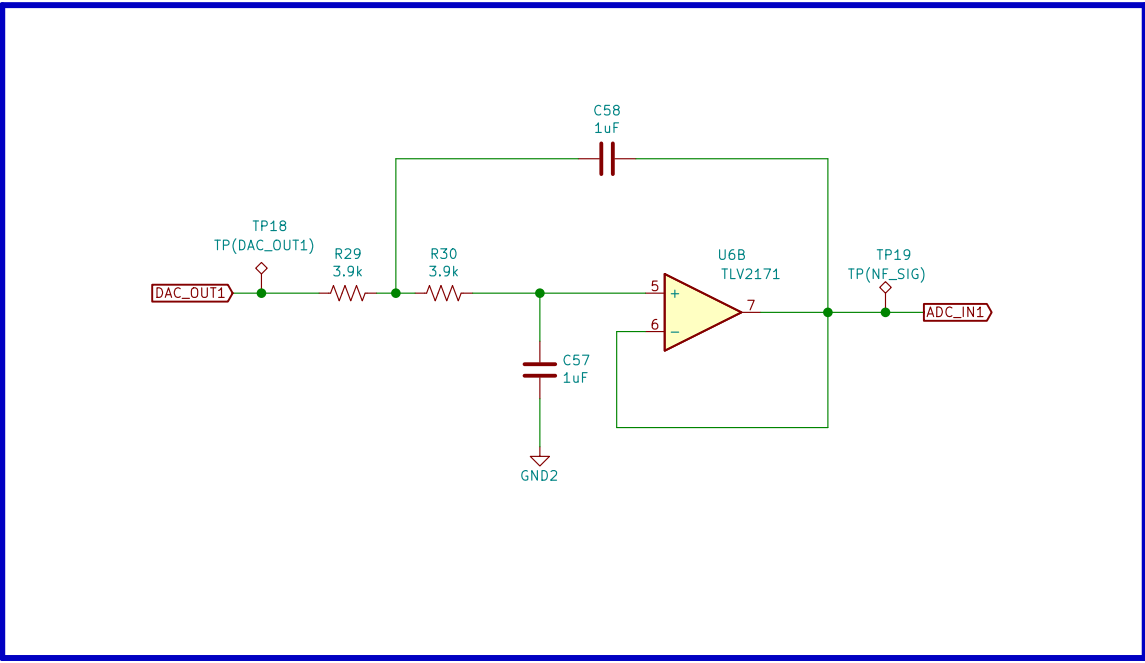 C58
1uF
TP18
TP(DAC_OUT1)
R29
3.9k
R30
3.9k
U6B
TLV2171
TP19
TP(NF_SIG)
DAC_OUT1
5
+
7
ADC_IN1
6
−
C57
1uF
GND2